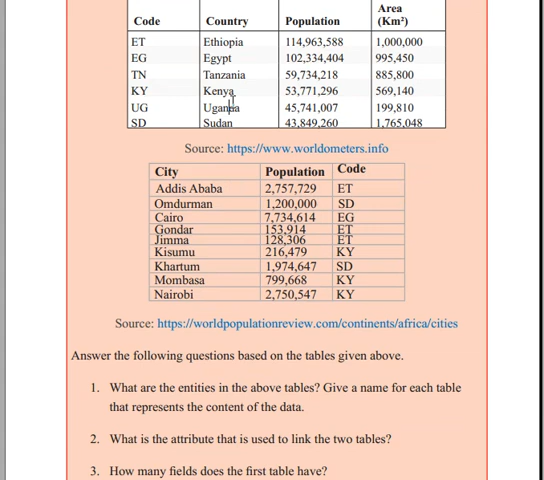 Code Country Population Area (Km²)
ET Ethiopia 114,963,588 1,000,000
EG Egypt 102,334,404 995,450
TN Tanzania 59,734,218 885,800
KY Kenya 53,771,296 569,140
UG Uganda 45,741,007 199,810
SD Sudan 43,849,260 1,765,048
Source: https://www.worldometers.info
City Population Code
Addis Ababa 2,757,729 ET
Omdurman 1,200,000 SD
Cairo 7,734,614 EG
Gondar 153,914 ET
Jimma 128,306 ET
Kisumu 216,479 KY
Khartum 1,974,647 SD
Mombasa 799,668 KY
Nairobi 2,750,547 KY
Source: https://worldpopulationreview.com/continents/africa/cities
Answer the following questions based on the tables given above.
1. What are the entities in the above tables? Give a name for each table
that represents the content of the data.
2. What is the attribute that is used to link the two tables?
3. How many fields does the first table have?